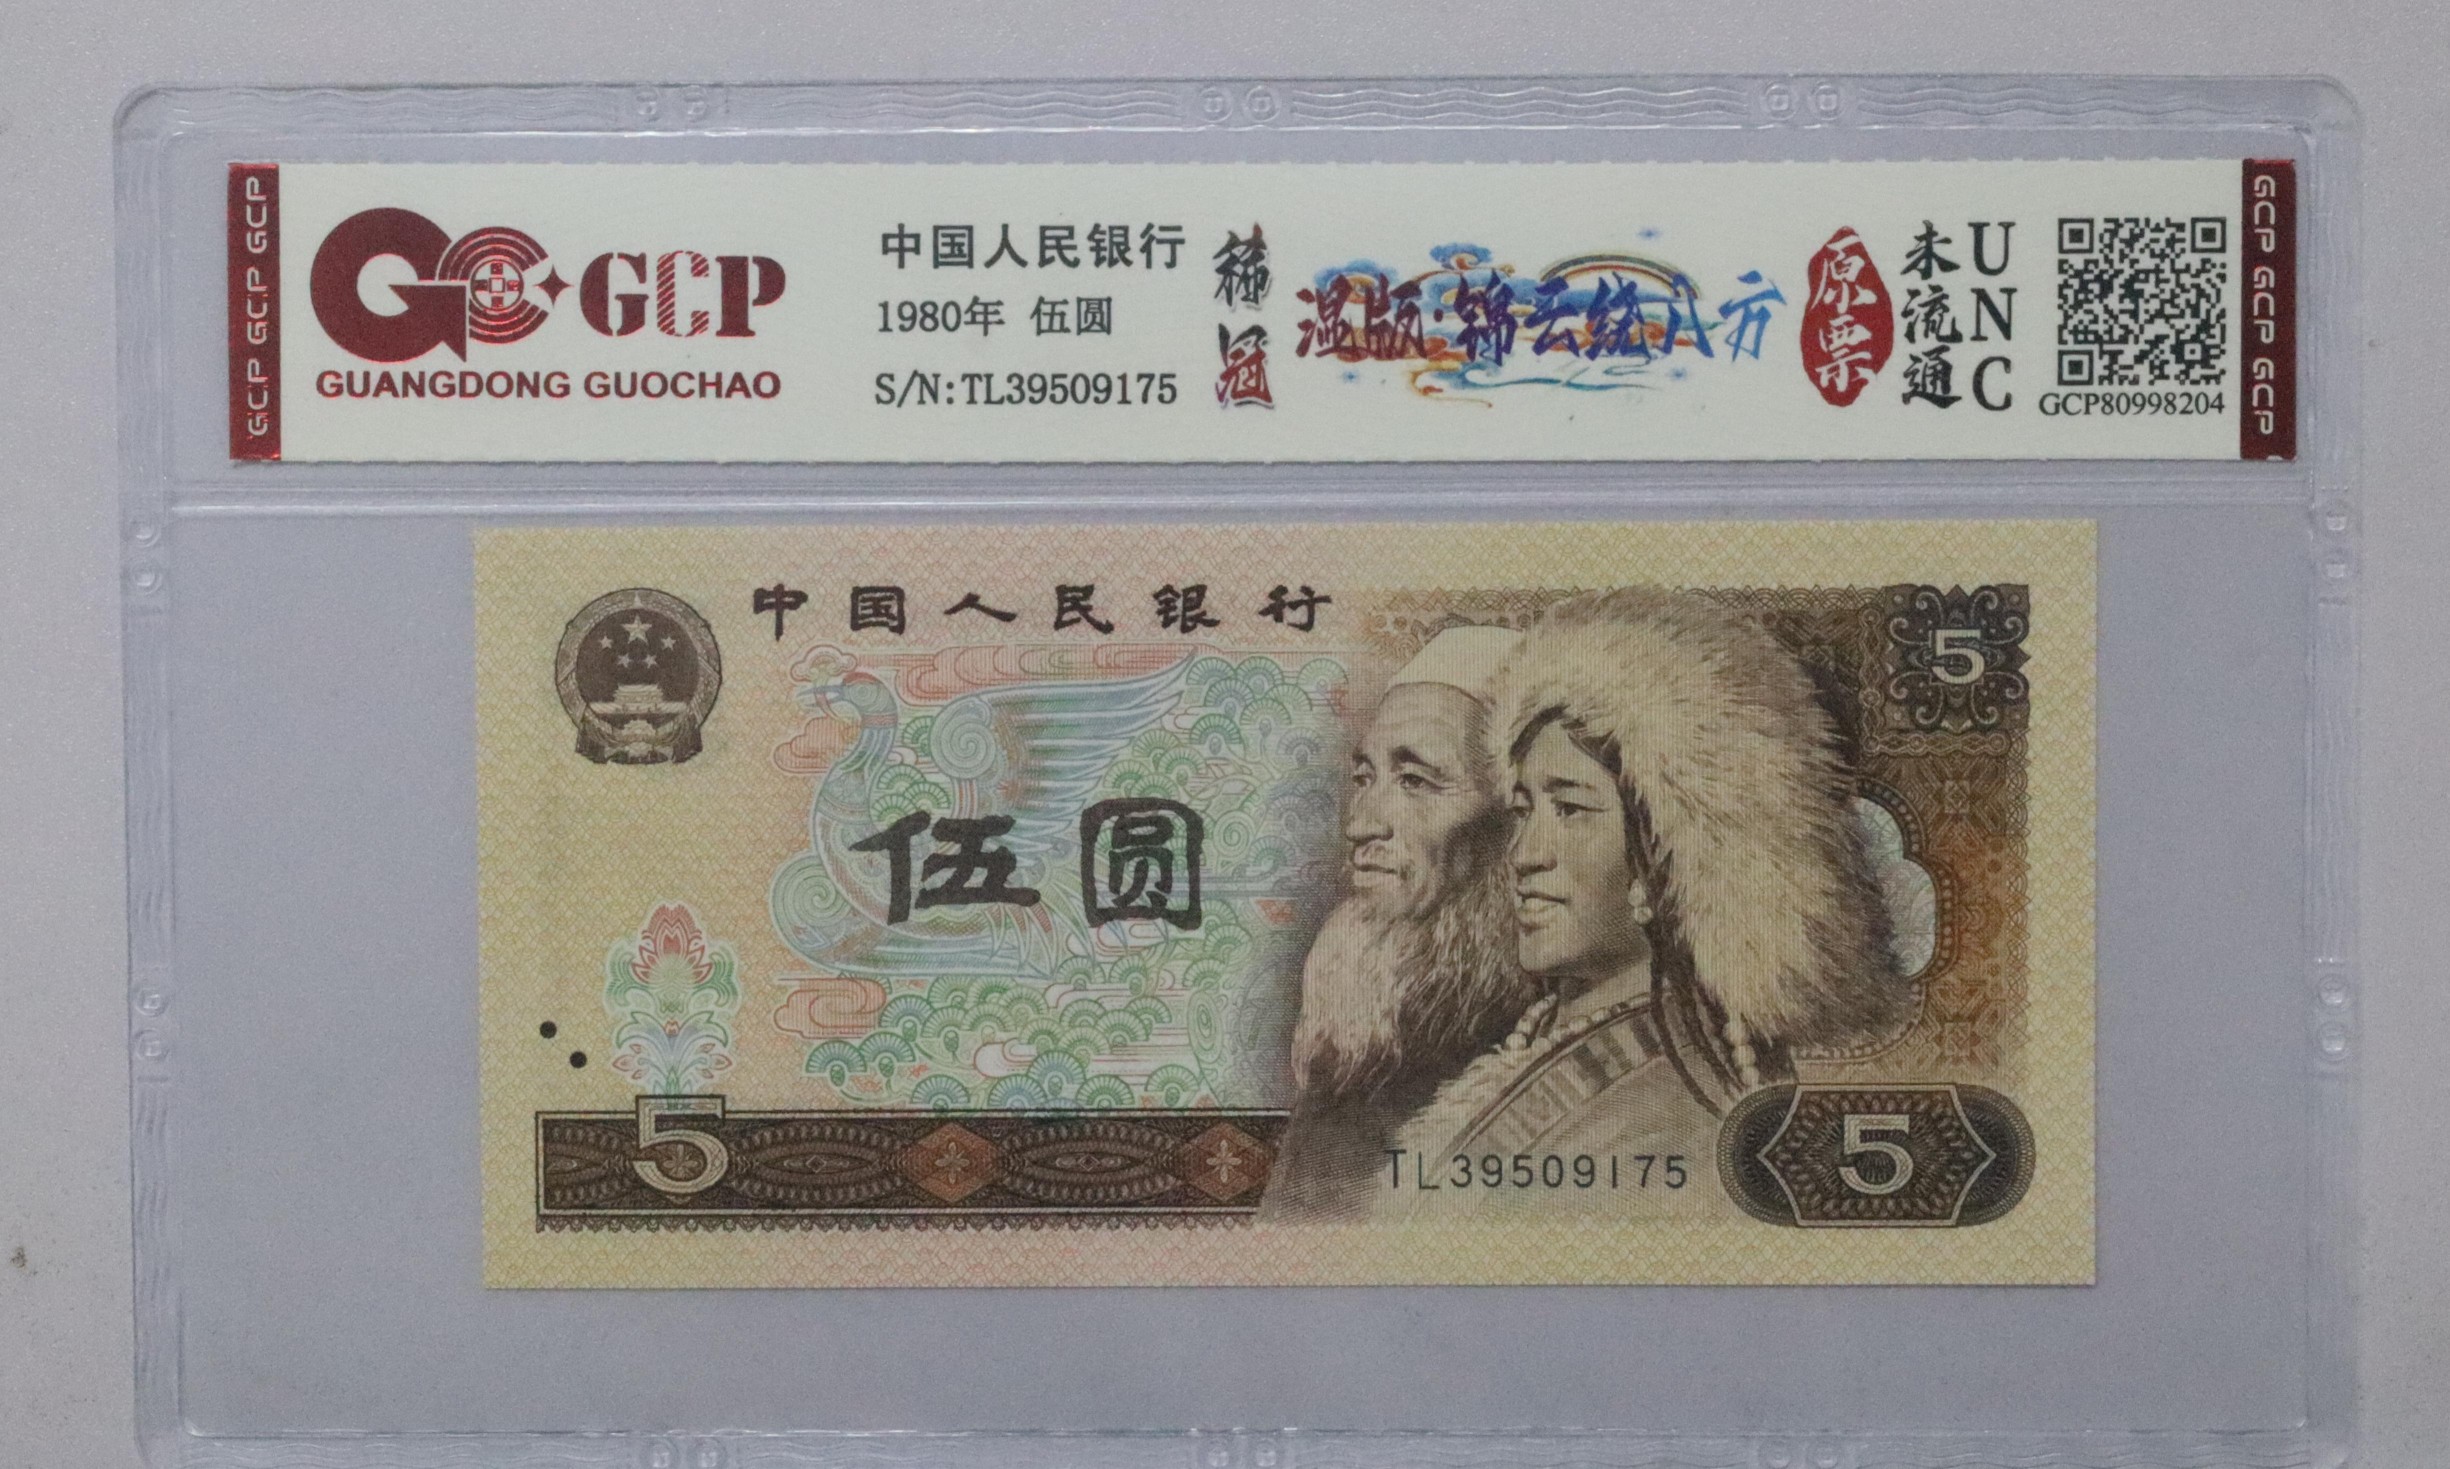 GCP GCP GCP
GCP
GUANGDONG GUOCHAO
中国人民银行
1980年 伍圆
S/N:TL39509175
稀冠
湿版·锦云绕八方
原票
未流通
UNC
GCP80998204
GCP GCP GCP
中国人民银行
5
伍圆
5
TL39509175
5